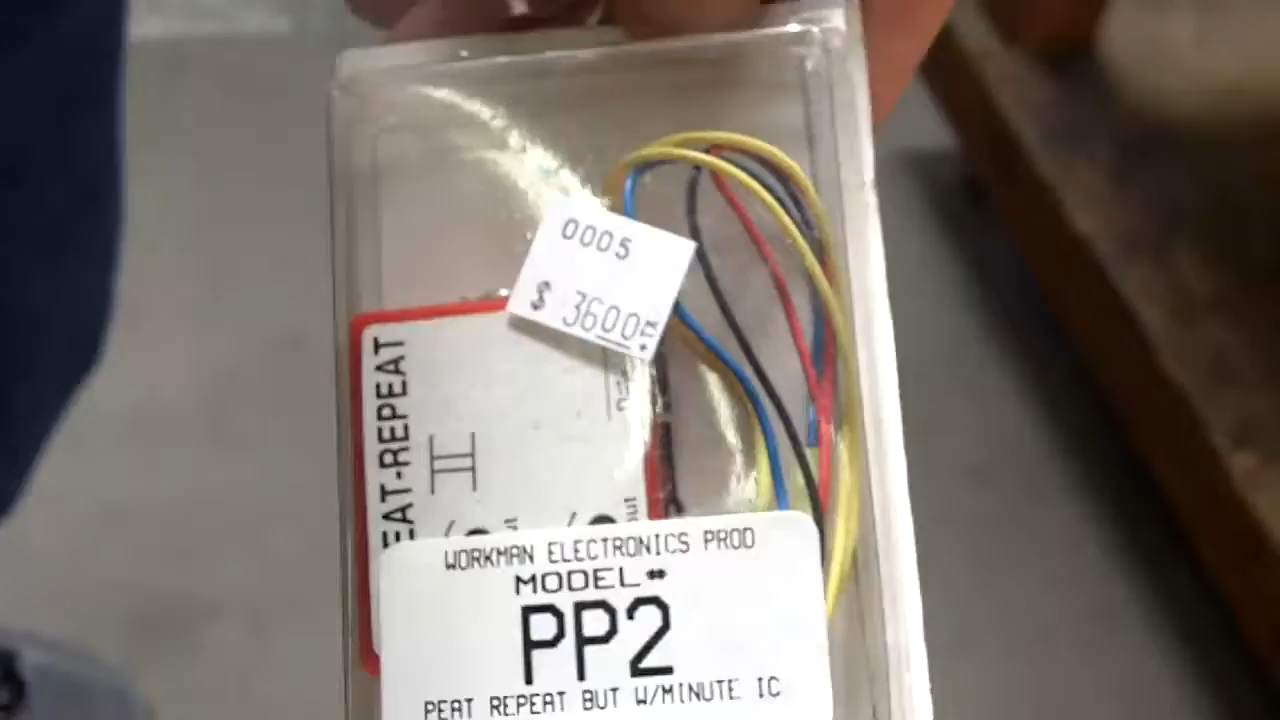 0005
$ 3600
EAT-REPEAT
II
WORKMAN ELECTRONICS PROD
MODEL#
PP2
PEAT REPEAT BUT W/MINUTE IC